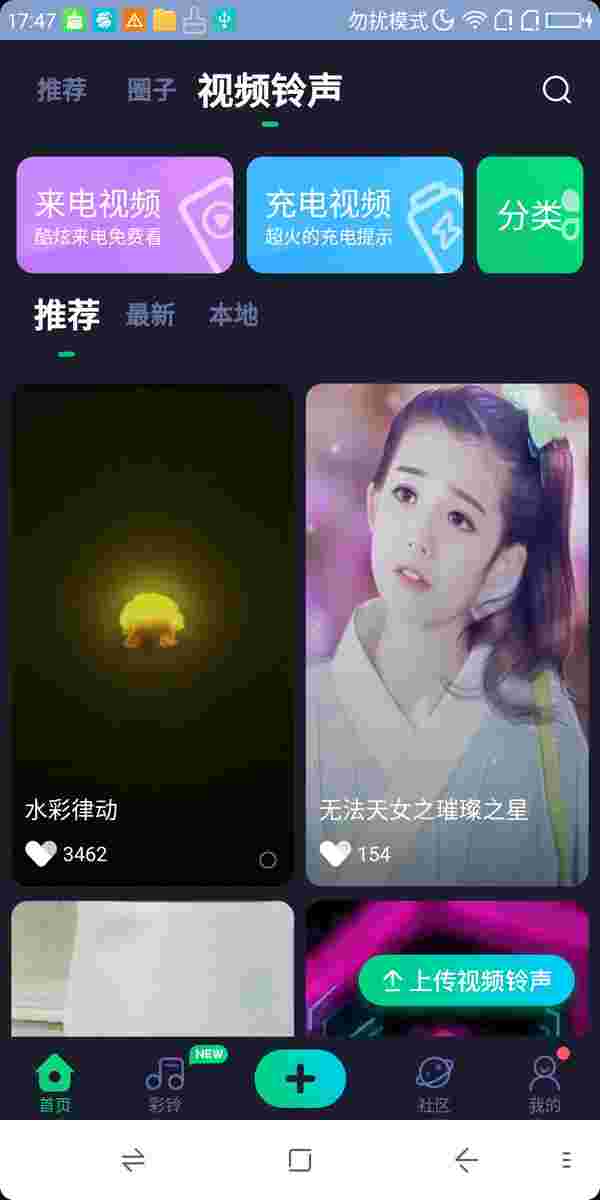 17:47 勿扰模式
推荐 圈子 视频铃声
来电视频 充电视频 分类
酷炫来电免费看 超火的充电提示
推荐 最新 本地
水彩律动 无法天女之璀璨之星
3462 154
上传视频铃声
NEW
首页 彩铃 社区 我的